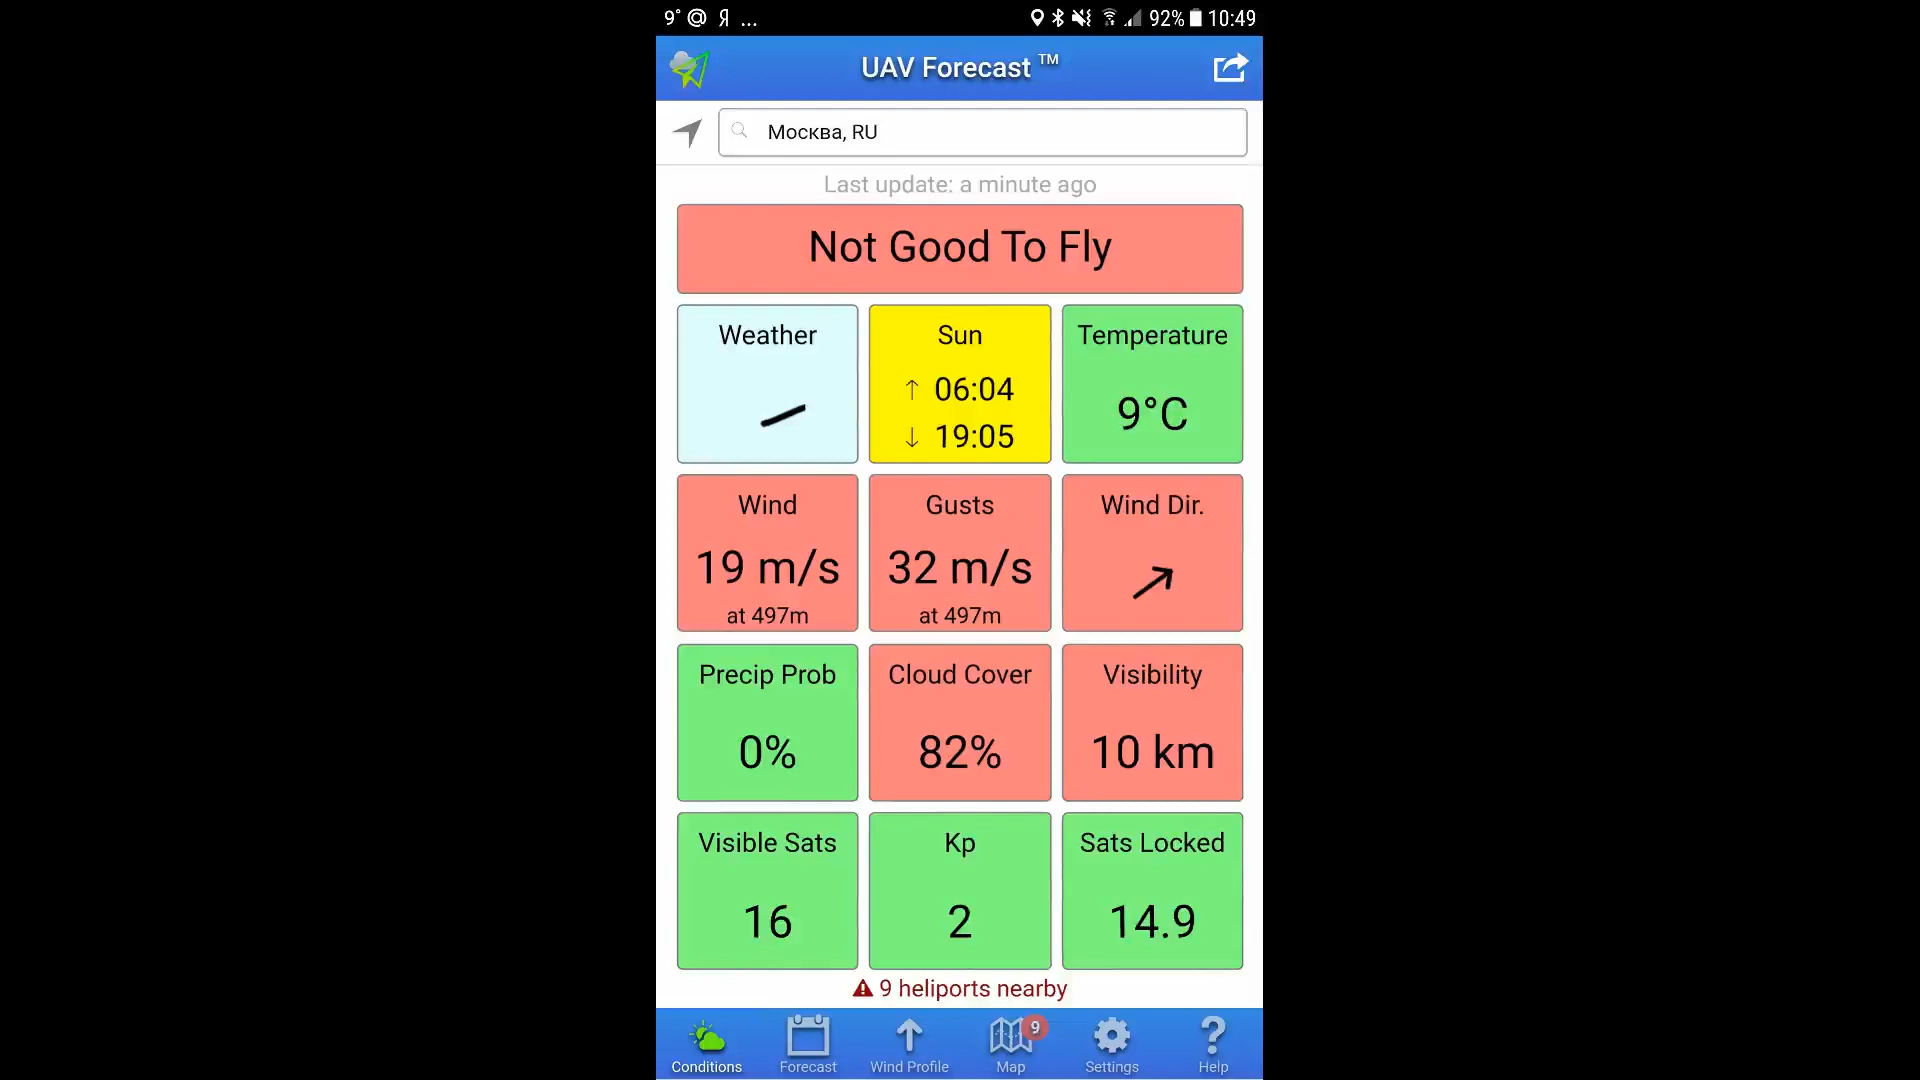 9° @ Я ... 92% 10:49
UAV Forecast ™
Москва, RU
Last update: a minute ago
Not Good To Fly
Weather
Sun
↑ 06:04
↓ 19:05
Temperature
9°C
Wind
19 m/s
at 497m
Gusts
32 m/s
at 497m
Wind Dir.
Precip Prob
0%
Cloud Cover
82%
Visibility
10 km
Visible Sats
16
Kp
2
Sats Locked
14.9
9 heliports nearby
Conditions
Forecast
Wind Profile
9
Map
Settings
?
Help